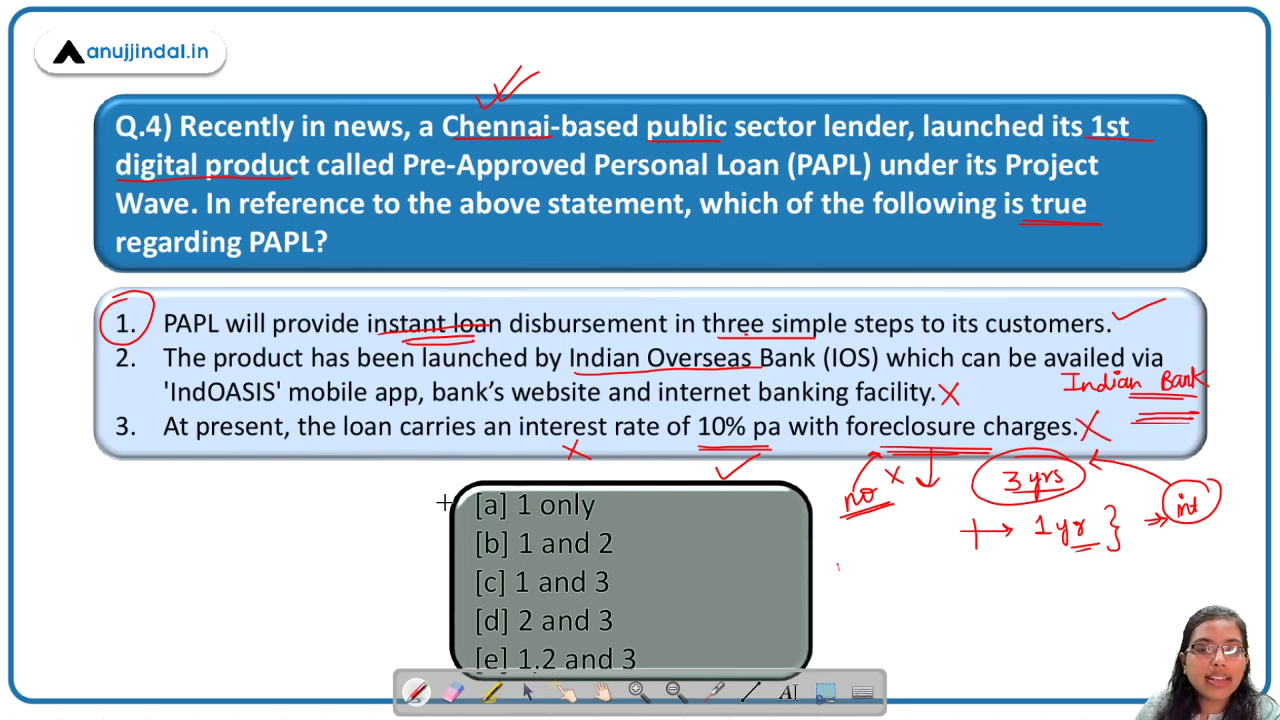 anujjindal.in
Q.4) Recently in news, a Chennai-based public sector lender, launched its 1st
digital product called Pre-Approved Personal Loan (PAPL) under its Project
Wave. In reference to the above statement, which of the following is true
regarding PAPL?
1. PAPL will provide instant loan disbursement in three simple steps to its customers.
2. The product has been launched by Indian Overseas Bank (IOS) which can be availed via
'IndOASIS' mobile app, bank's website and internet banking facility.
Indian Bank
3. At present, the loan carries an interest rate of 10% pa with foreclosure charges.
no
3 yrs
1 yr
int
[a] 1 only
[b] 1 and 2
[c] 1 and 3
[d] 2 and 3
[e] 1,2 and 3